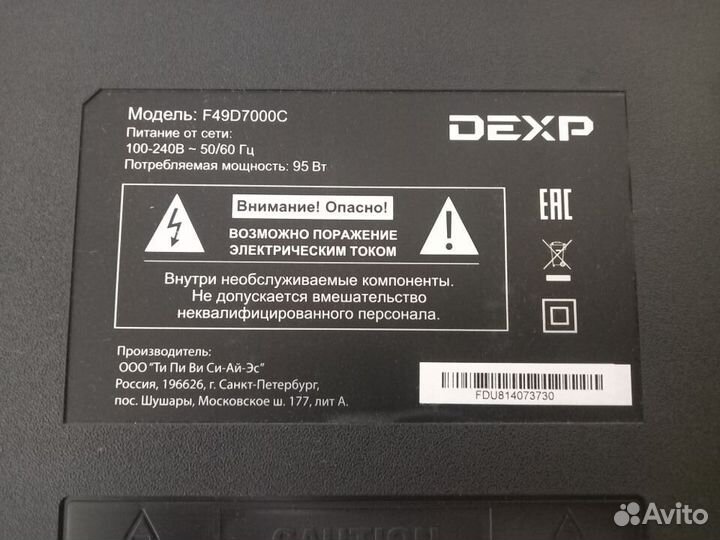 Модель: F49D7000C
Питание от сети:
100-240В ~ 50/60 Гц
Потребляемая мощность: 95 Вт
DEXP
Внимание! Опасно!
ВОЗМОЖНО ПОРАЖЕНИЕ
ЭЛЕКТРИЧЕСКИМ ТОКОМ
Внутри необслуживаемые компоненты.
Не допускается вмешательство
неквалифицированного персонала.
EAC
Производитель:
ООО "Ти Пи Ви Си-Ай-Эс"
Россия, 196626, г. Санкт-Петербург,
пос. Шушары, Московское ш. 177, лит А.
FDU814073730
CAUTION
Avito